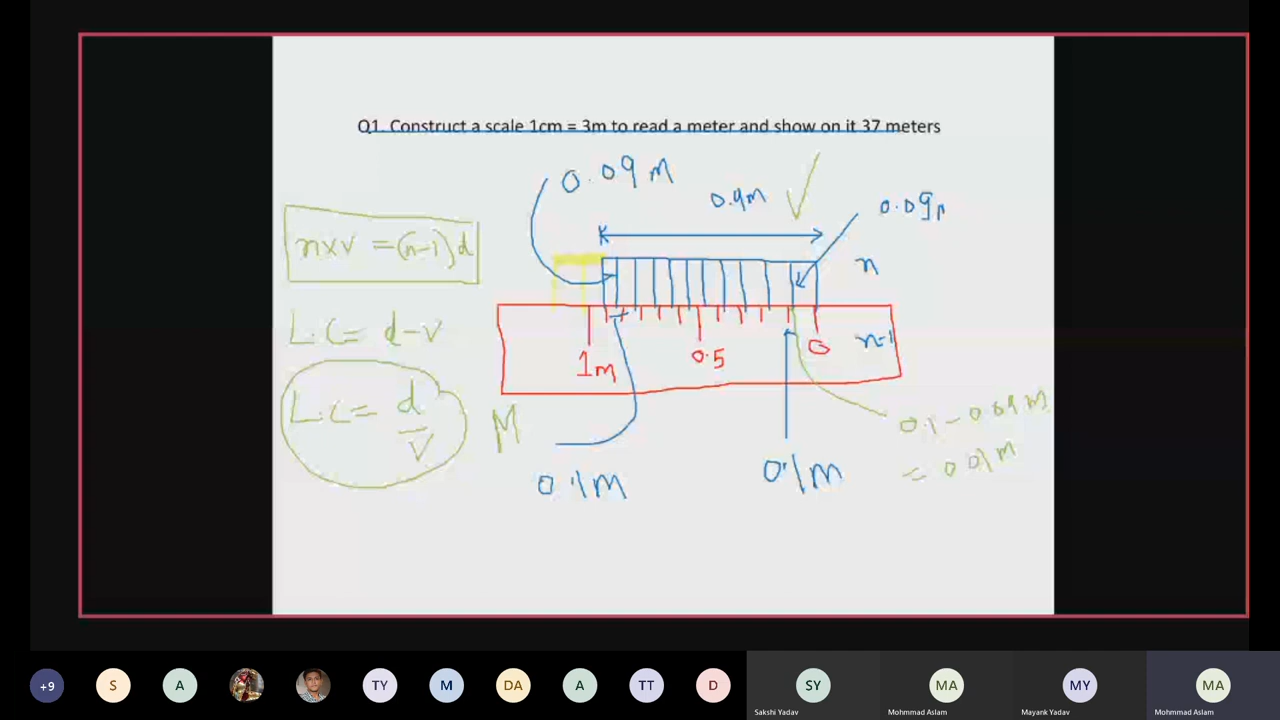 Q1. Construct a scale 1cm = 3m to read a meter and show on it 37 meters
0.09 M
0.9M
0.09
n×v = (n-1)d
n
L.C = d-v
1m
0.5
0
n-1
L.C = d/V
M
0.1M
0.1M
0.1 - 0.09 M
= 0.01 M
+9
S
A
TY
M
DA
A
TT
D
SY
MA
MY
MA
Sakshi Yadav
Mohmmad Aslam
Mayank Yadav
Mohmmad Aslam